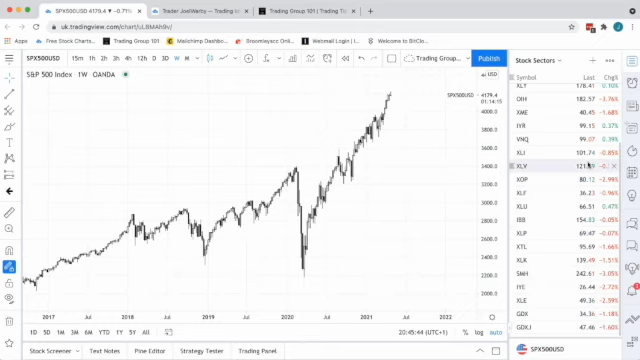 SPX500USD 4179.4 ▼ −0.71%
Trader JoeWerby — Trading
Trading Group 101 | Trading
uk.tradingview.com/chart/uLBMAh9v/
Free Stock Charts
Trading Group 101
Mailchimp Dashbo...
Webmail Login | W...
Welcome to BitCle...
SPX500USD
15m 1h 2h 3h 4h 12h D 3D W M
Trading Group...
Publish
Stock Sectors
S&P 500 Index · 1W · OANDA
USD
Symbol Last Chg%
XLY 178.41 0.10%
OIH 182.57 −3.76%
XME 40.45 −1.68%
IYR 99.15 0.37%
VNQ 99.07 0.39%
XLI 101.74 −0.85%
XLV
XOP 80.12 −2.99%
XLF 36.23 −0.96%
XLU 66.51 0.47%
IBB 154.83 −0.05%
XLP 69.47 −0.07%
XTL 95.69 −1.66%
XLK 139.49 −1.51%
SMH 242.61 −3.15%
IYE 26.44 −2.72%
XLE 49.36 −2.59%
GDX 34.36 −1.18%
GDXJ 47.46 −1.60%
SPX500USD 4179.4
01:14:15
4000.0
3800.0
3600.0
3400.0
3200.0
3000.0
2800.0
2600.0
2400.0
2200.0
2000.0
2017 Jul 2018 Jul 2019 Jul 2020 Jul 2021 Jul 2022
1D 5D 1M 3M 6M YTD 1Y 5Y All
20:45:44 (UTC+1) % log auto
Stock Screener Text Notes Pine Editor Strategy Tester Trading Panel
SPX500USD